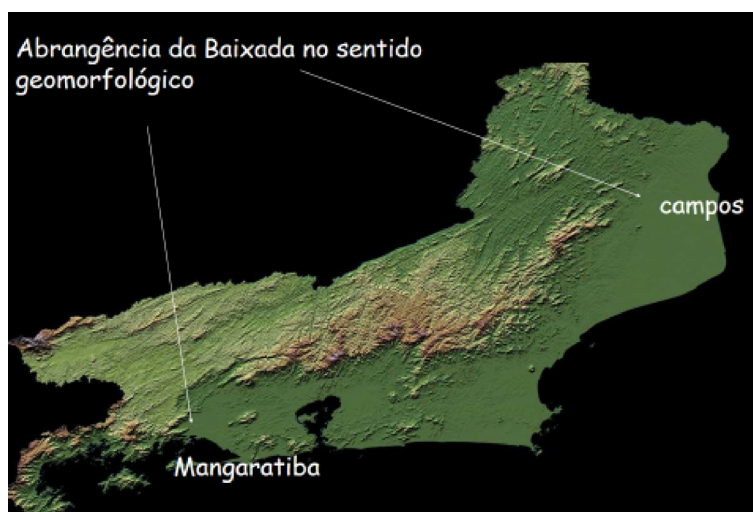 Abrangência da Baixada no sentido
geomorfológico
campos
Mangaratiba